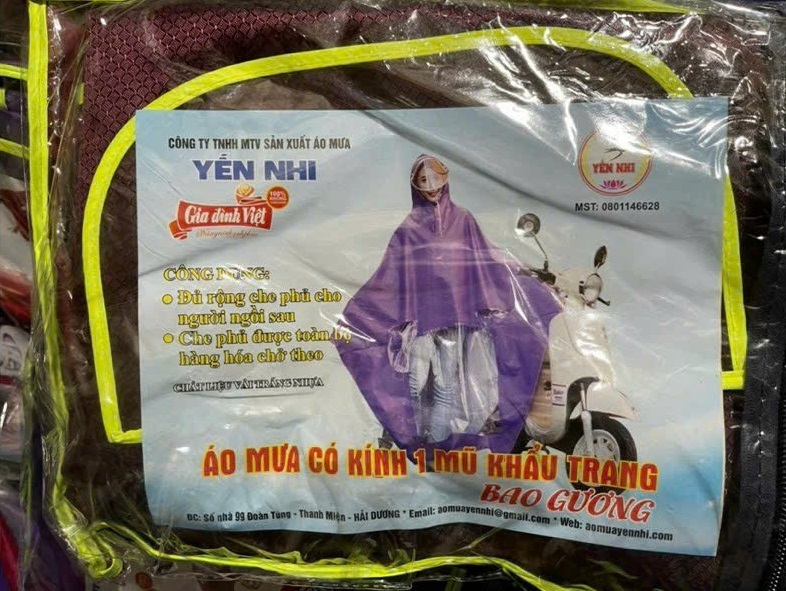 CÔNG TY TNHH MTV SẢN XUẤT ÁO MƯA
YẾN NHI
Gia đình Việt
100%
CÔNG DỤNG:
Đủ rộng che phủ cho
người ngồi sau
Che phủ được toàn bộ
hàng hóa chở theo
CHẤT LIỆU VẢI TRÁNG NHỰA
YẾN NHI
MST: 0801146628
ÁO MƯA CÓ KÍNH 1 MŨ KHẨU TRANG
BAO GƯƠNG
ĐC: Số nhà 99 Đoàn Tùng - Thanh Miện - HẢI DƯƠNG * Email: aomuayennhi@gmail.com * Web: aomuayennhi.com